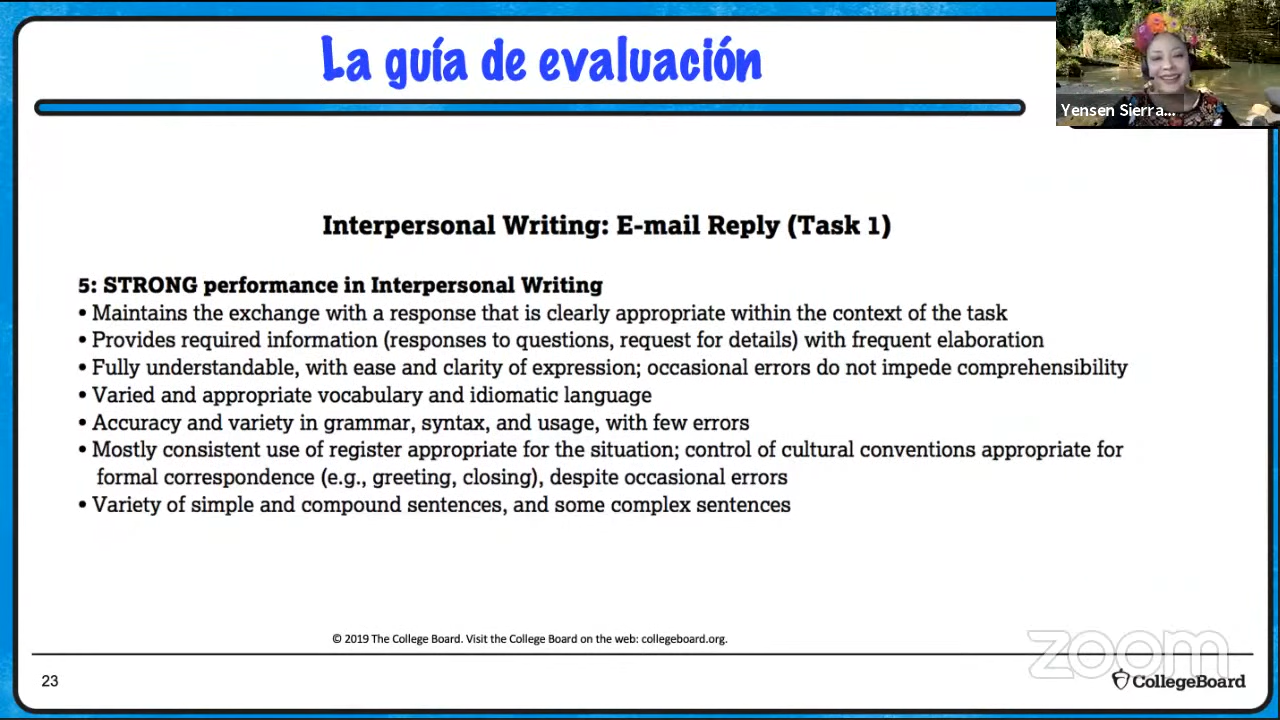 La guía de evaluación
Yensen Sierra...
Interpersonal Writing: E-mail Reply (Task 1)
5: STRONG performance in Interpersonal Writing
• Maintains the exchange with a response that is clearly appropriate within the context of the task
• Provides required information (responses to questions, request for details) with frequent elaboration
• Fully understandable, with ease and clarity of expression; occasional errors do not impede comprehensibility
• Varied and appropriate vocabulary and idiomatic language
• Accuracy and variety in grammar, syntax, and usage, with few errors
• Mostly consistent use of register appropriate for the situation; control of cultural conventions appropriate for
formal correspondence (e.g., greeting, closing), despite occasional errors
• Variety of simple and compound sentences, and some complex sentences
© 2019 The College Board. Visit the College Board on the web: collegeboard.org.
zoom
23
CollegeBoard